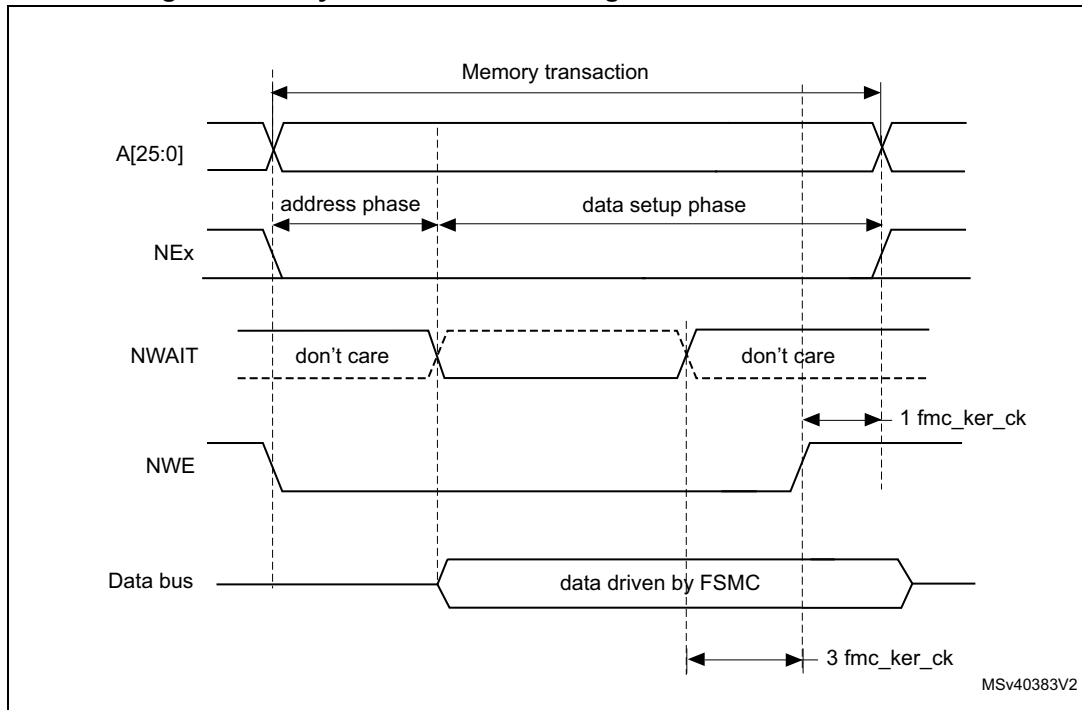 Memory transaction
A[25:0]
address phase
data setup phase
NEx
NWAIT
don't care
don't care
1 fmc_ker_ck
NWE
Data bus
data driven by FSMC
3 fmc_ker_ck
MSv40383V2